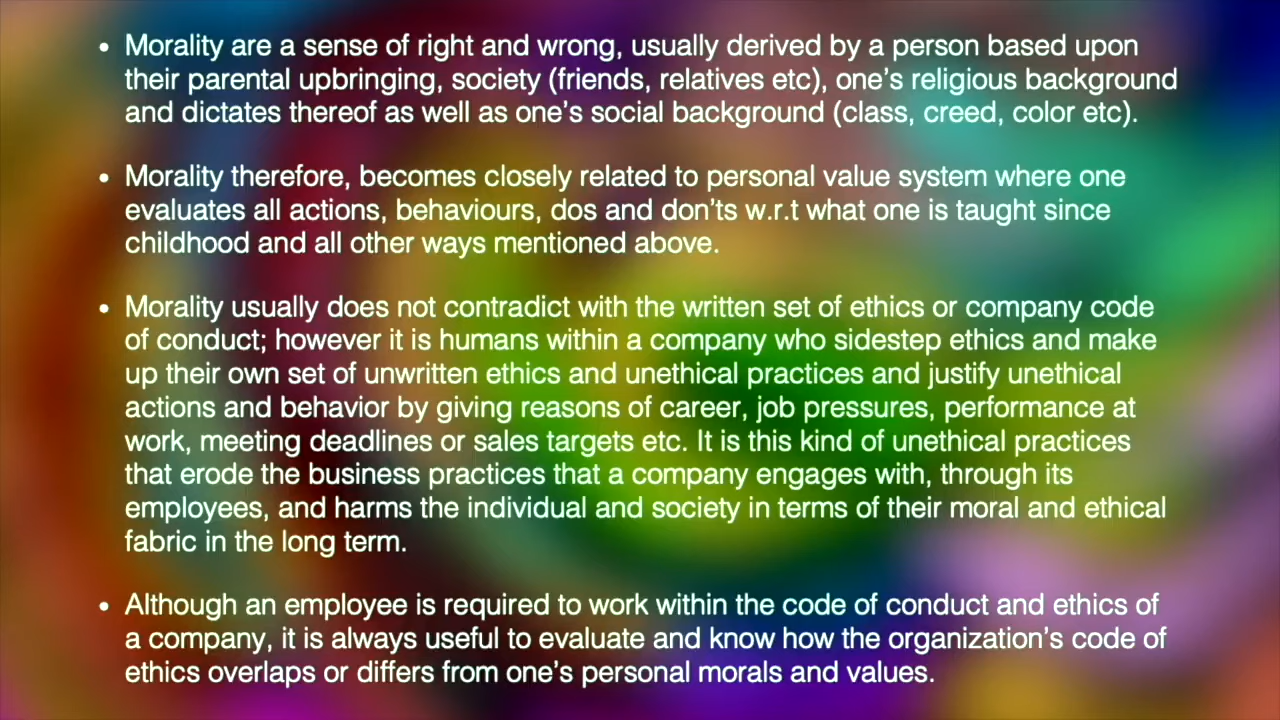 • Morality are a sense of right and wrong, usually derived by a person based upon
their parental upbringing, society (friends, relatives etc), one’s religious background
and dictates thereof as well as one’s social background (class, creed, color etc).
• Morality therefore, becomes closely related to personal value system where one
evaluates all actions, behaviours, dos and don’ts w.r.t what one is taught since
childhood and all other ways mentioned above.
• Morality usually does not contradict with the written set of ethics or company code
of conduct; however it is humans within a company who sidestep ethics and make
up their own set of unwritten ethics and unethical practices and justify unethical
actions and behavior by giving reasons of career, job pressures, performance at
work, meeting deadlines or sales targets etc. It is this kind of unethical practices
that erode the business practices that a company engages with, through its
employees, and harms the individual and society in terms of their moral and ethical
fabric in the long term.
• Although an employee is required to work within the code of conduct and ethics of
a company, it is always useful to evaluate and know how the organization’s code of
ethics overlaps or differs from one’s personal morals and values.